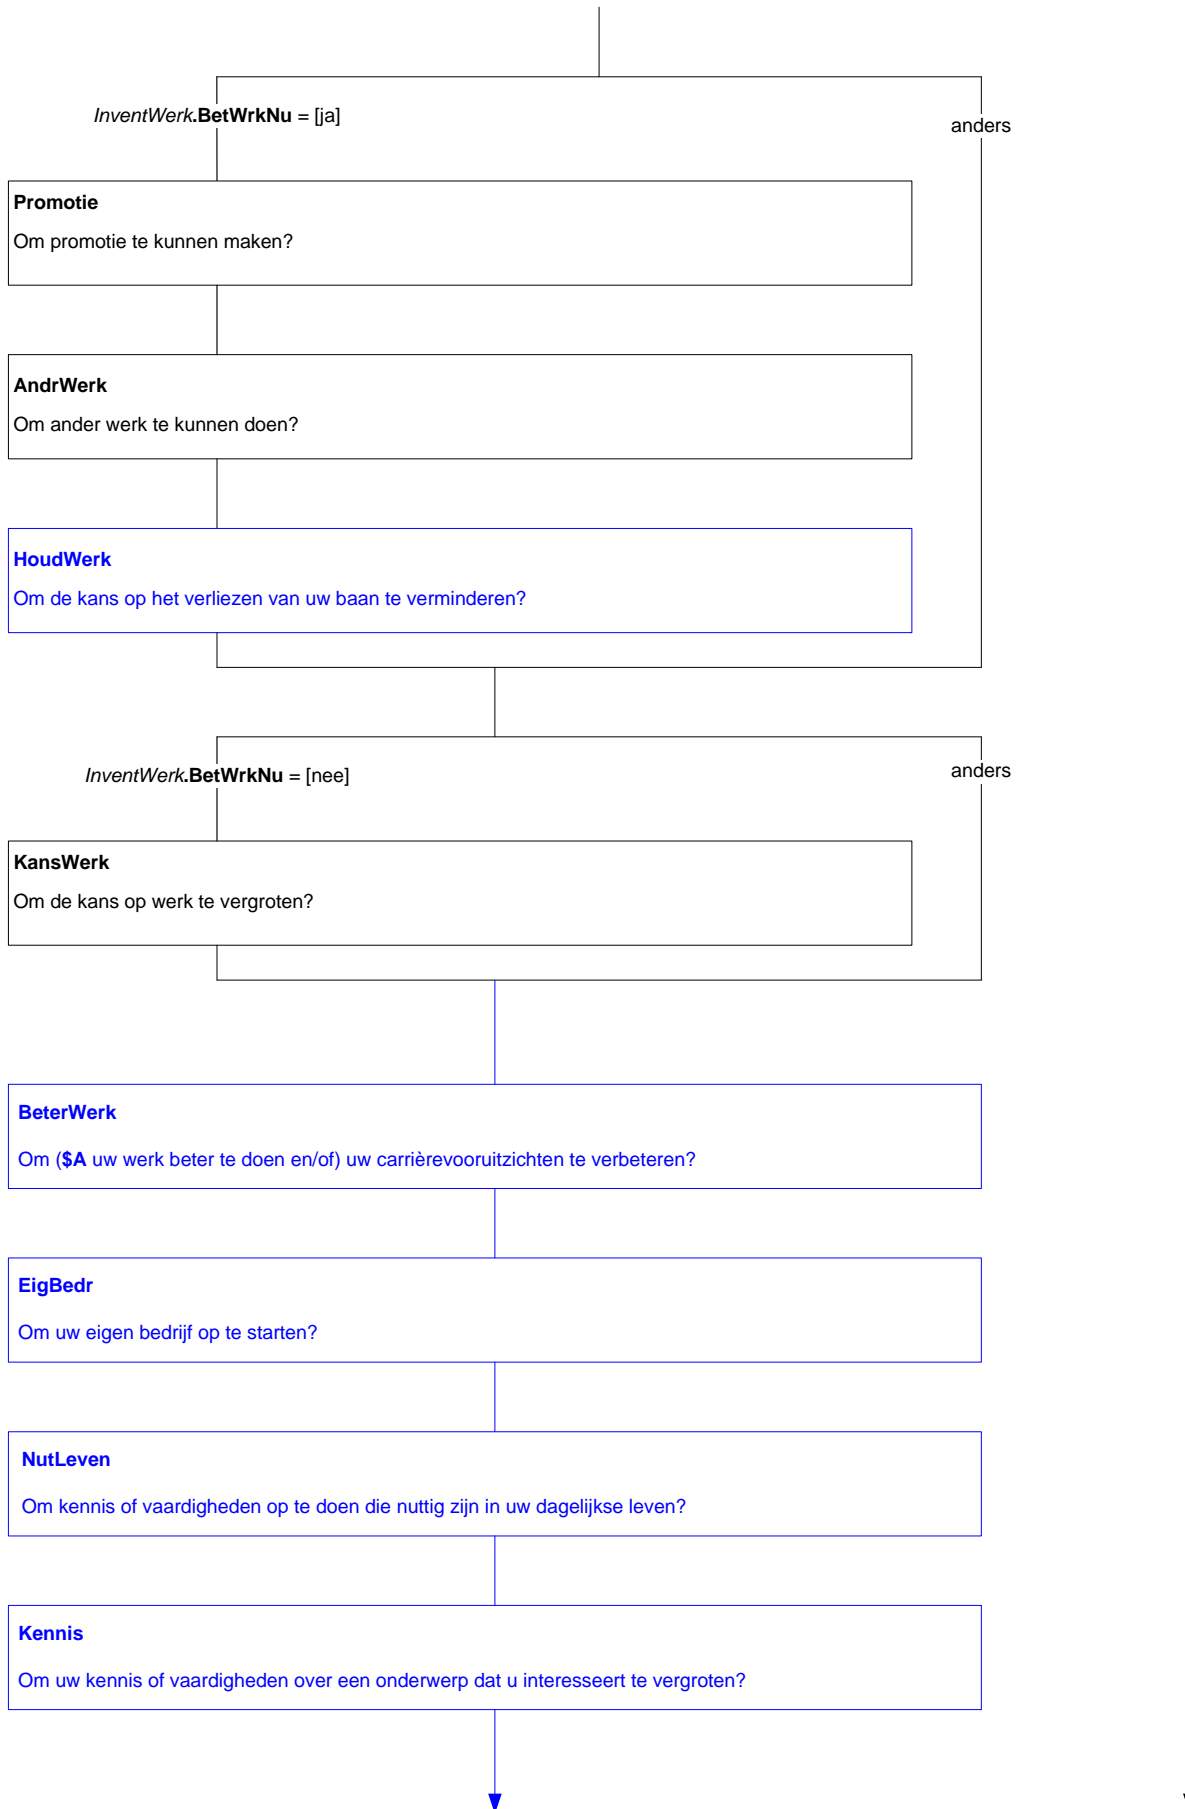 InventWerk.BetWrkNu = [ja]
anders
Promotie
Om promotie te kunnen maken?
AndrWerk
Om ander werk te kunnen doen?
HoudWerk
Om de kans op het verliezen van uw baan te verminderen?
InventWerk.BetWrkNu = [nee]
anders
KansWerk
Om de kans op werk te vergroten?
BeterWerk
Om ($A uw werk beter te doen en/of) uw carrièrevooruitzichten te verbeteren?
EigBedr
Om uw eigen bedrijf op te starten?
NutLeven
Om kennis of vaardigheden op te doen die nuttig zijn in uw dagelijkse leven?
Kennis
Om uw kennis of vaardigheden over een onderwerp dat u interesseert te vergroten?